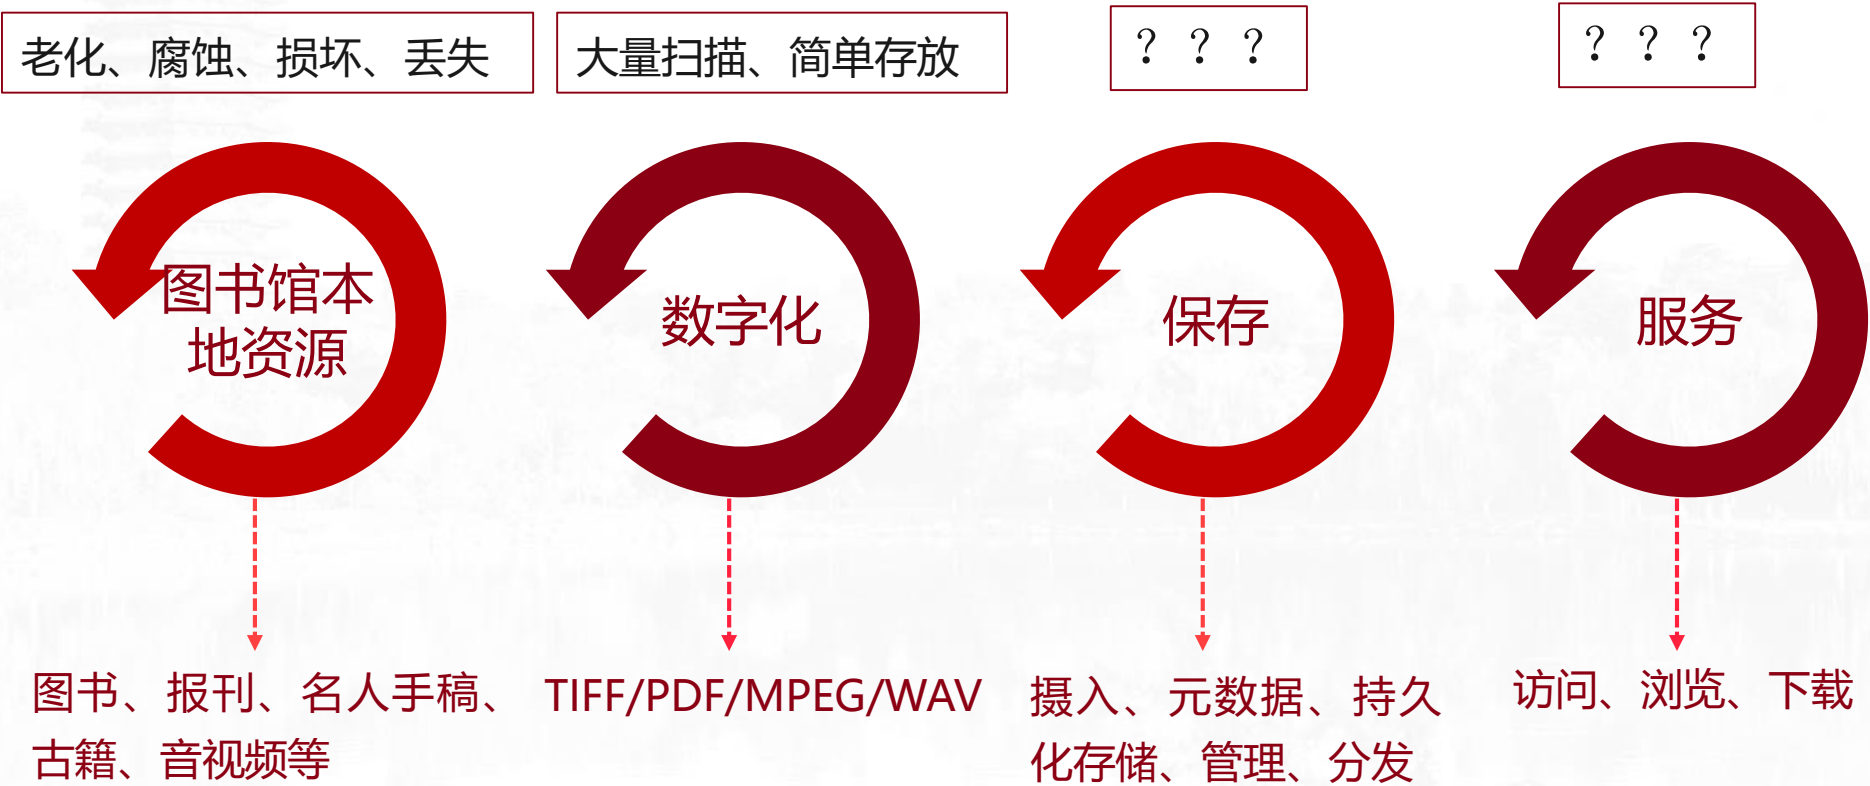 老化、腐蚀、损坏、丢失
大量扫描、简单存放
？？？
？？？
图书馆本
地资源
数字化
保存
服务
图书、报刊、名人手稿、
古籍、音视频等
TIFF/PDF/MPEG/WAV
摄入、元数据、持久
化存储、管理、分发
访问、浏览、下载